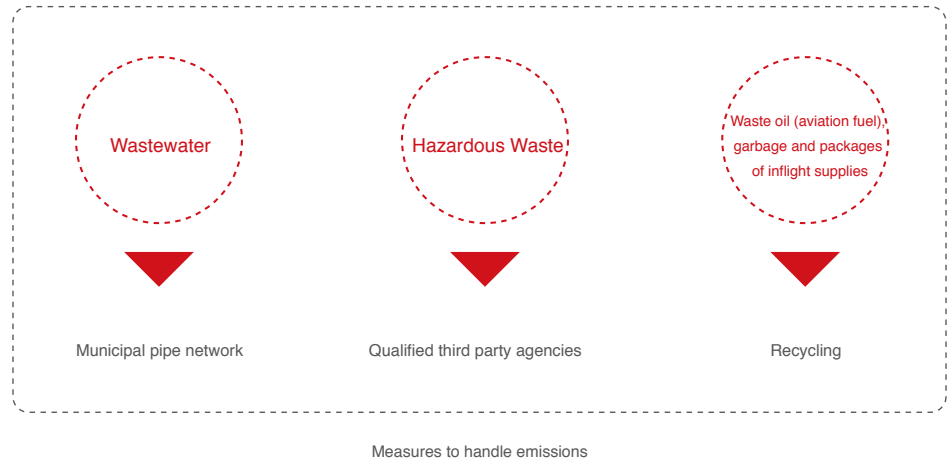 Wastewater
Hazardous Waste
Waste oil (aviation fuel),
garbage and packages
of inflight supplies
Municipal pipe network
Qualified third party agencies
Recycling
Measures to handle emissions